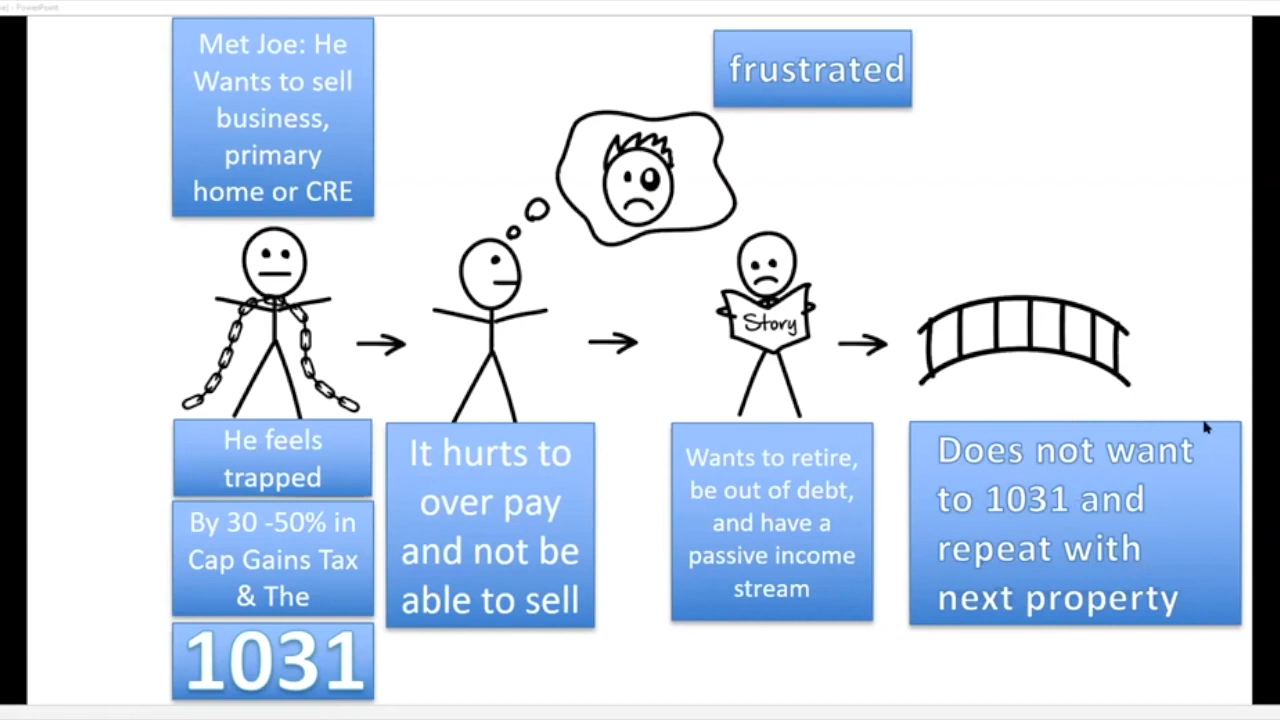 - PowerPoint
Met Joe: He
Wants to sell
business,
primary
home or CRE
frustrated
Story
He feels
trapped
By 30 -50% in
Cap Gains Tax
& The
1031
It hurts to
over pay
and not be
able to sell
Wants to retire,
be out of debt,
and have a
passive income
stream
Does not want
to 1031 and
repeat with
next property